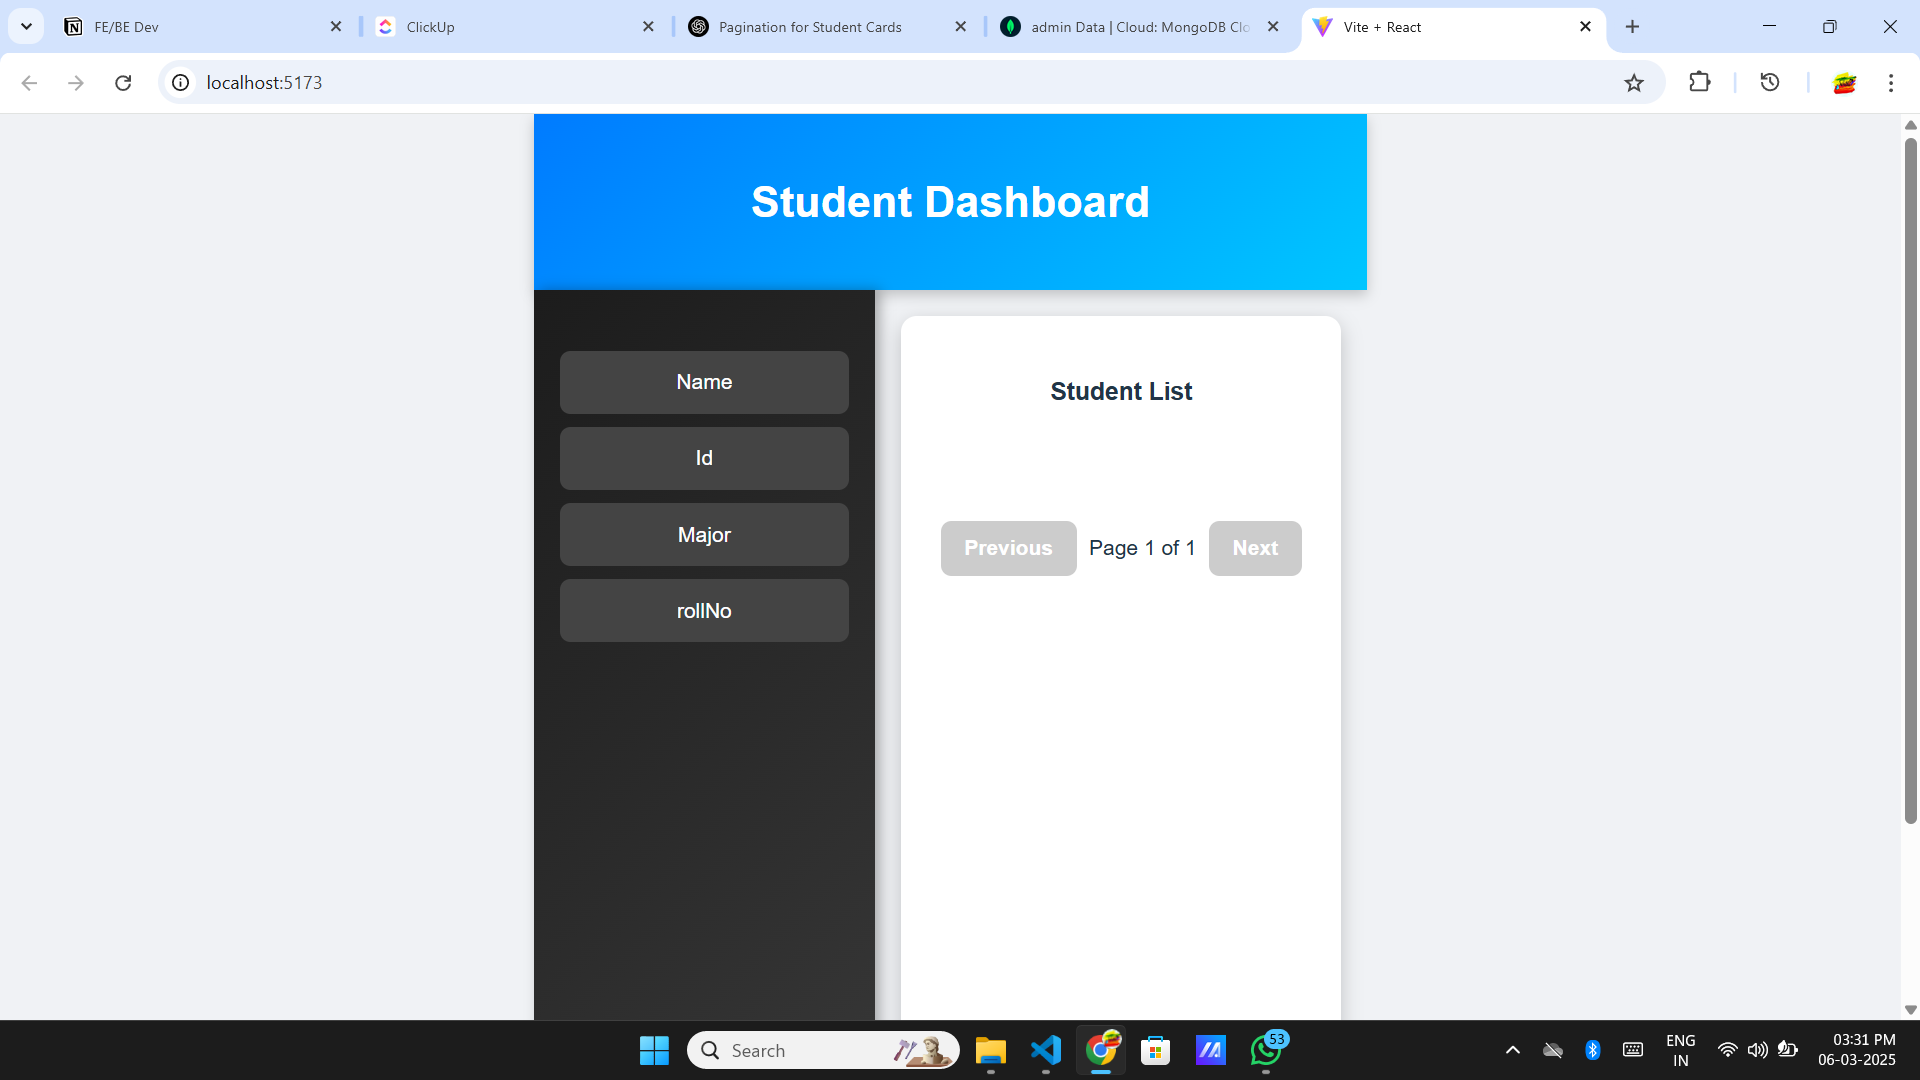 FE/BE Dev
ClickUp
Pagination for Student Cards
admin Data | Cloud: MongoDB Clo
Vite + React
localhost:5173
Student Dashboard
Name
Id
Major
rollNo
Student List
Previous
Page 1 of 1
Next
Search
53
ENG
IN
03:31 PM
06-03-2025